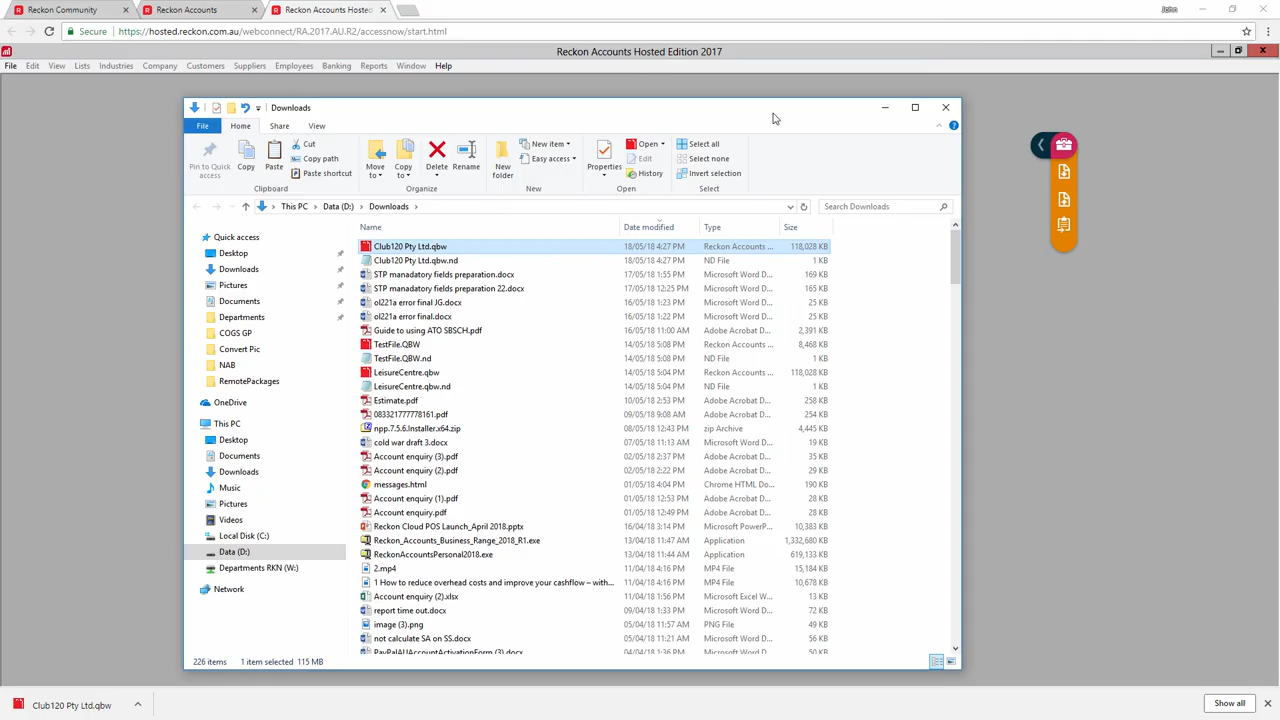 Reckon Community
Reckon Accounts
Reckon Accounts Hosted
John
Secure
https://hosted.reckon.com.au/webconnect/RA.2017.AU.R2/accessnow/start.html
Reckon Accounts Hosted Edition 2017
File Edit View Lists Industries Company Customers Suppliers Employees Banking Reports Window Help
Downloads
File Home Share View
Pin to Quick access
Copy
Paste
Cut
Copy path
Paste shortcut
Clipboard
Move to
Copy to
Delete
Rename
Organize
New folder
New item
Easy access
New
Properties
Open
Edit
History
Open
Select all
Select none
Invert selection
Select
This PC > Data (D:) > Downloads >
Search Downloads
Quick access
Desktop
Downloads
Pictures
Documents
Departments
COGS GP
Convert Pic
NAB
RemotePackages
OneDrive
This PC
Desktop
Documents
Downloads
Music
Pictures
Videos
Local Disk (C:)
Data (D:)
Departments RKN (W:)
Network
Name Date modified Type Size
Club120 Pty Ltd.qbw 18/05/18 4:27 PM Reckon Accounts ... 118,028 KB
Club120 Pty Ltd.qbw.nd 18/05/18 4:27 PM ND File 1 KB
STP manadatory fields preparation.docx 17/05/18 1:55 PM Microsoft Word D... 169 KB
STP manadatory fields preparation 22.docx 17/05/18 12:25 PM Microsoft Word D... 165 KB
ol221a error final JG.docx 16/05/18 1:23 PM Microsoft Word D... 25 KB
ol221a error final.docx 16/05/18 1:22 PM Microsoft Word D... 25 KB
Guide to using ATO SBSCH.pdf 16/05/18 11:00 AM Adobe Acrobat D... 2,391 KB
TestFile.QBW 14/05/18 5:08 PM Reckon Accounts ... 8,468 KB
TestFile.QBW.nd 14/05/18 5:08 PM ND File 1 KB
LeisureCentre.qbw 14/05/18 5:04 PM Reckon Accounts ... 118,028 KB
LeisureCentre.qbw.nd 14/05/18 5:04 PM ND File 1 KB
Estimate.pdf 10/05/18 2:53 PM Adobe Acrobat D... 258 KB
083321777778161.pdf 09/05/18 9:08 AM Adobe Acrobat D... 254 KB
npp.7.5.6.Installer.x64.zip 08/05/18 12:43 PM zip Archive 4,445 KB
cold war draft 3.docx 07/05/18 11:13 AM Microsoft Word D... 19 KB
Account enquiry (3).pdf 02/05/18 2:37 PM Adobe Acrobat D... 35 KB
Account enquiry (2).pdf 02/05/18 2:22 PM Adobe Acrobat D... 30 KB
messages.html 01/05/18 4:04 PM Chrome HTML Do... 190 KB
Account enquiry (1).pdf 01/05/18 12:53 PM Adobe Acrobat D... 28 KB
Account enquiry.pdf 01/05/18 12:49 PM Adobe Acrobat D... 28 KB
Reckon Cloud POS Launch_April 2018.pptx 16/04/18 3:14 PM Microsoft PowerP... 10,383 KB
Reckon_Accounts_Business_Range_2018_R1.exe 13/04/18 11:47 AM Application 1,332,680 KB
ReckonAccountsPersonal2018.exe 13/04/18 11:44 AM Application 619,133 KB
2.mp4 11/04/18 4:16 PM MP4 File 15,184 KB
1 How to reduce overhead costs and improve your cashflow – with... 11/04/18 4:16 PM MP4 File 10,678 KB
Account enquiry (2).xlsx 11/04/18 1:56 PM Microsoft Excel W... 13 KB
report time out.docx 09/04/18 3:13 PM Microsoft Word D... 72 KB
image (3).png 05/04/18 11:57 AM PNG File 49 KB
not calculate SA on SS.docx 05/04/18 11:21 AM Microsoft Word D... 56 KB
PayPalAUAccountActivationForm (3).docx 04/04/18 1:36 PM Microsoft Word D... 50 KB
226 items 1 item selected 115 MB
Club120 Pty Ltd.qbw
Show all